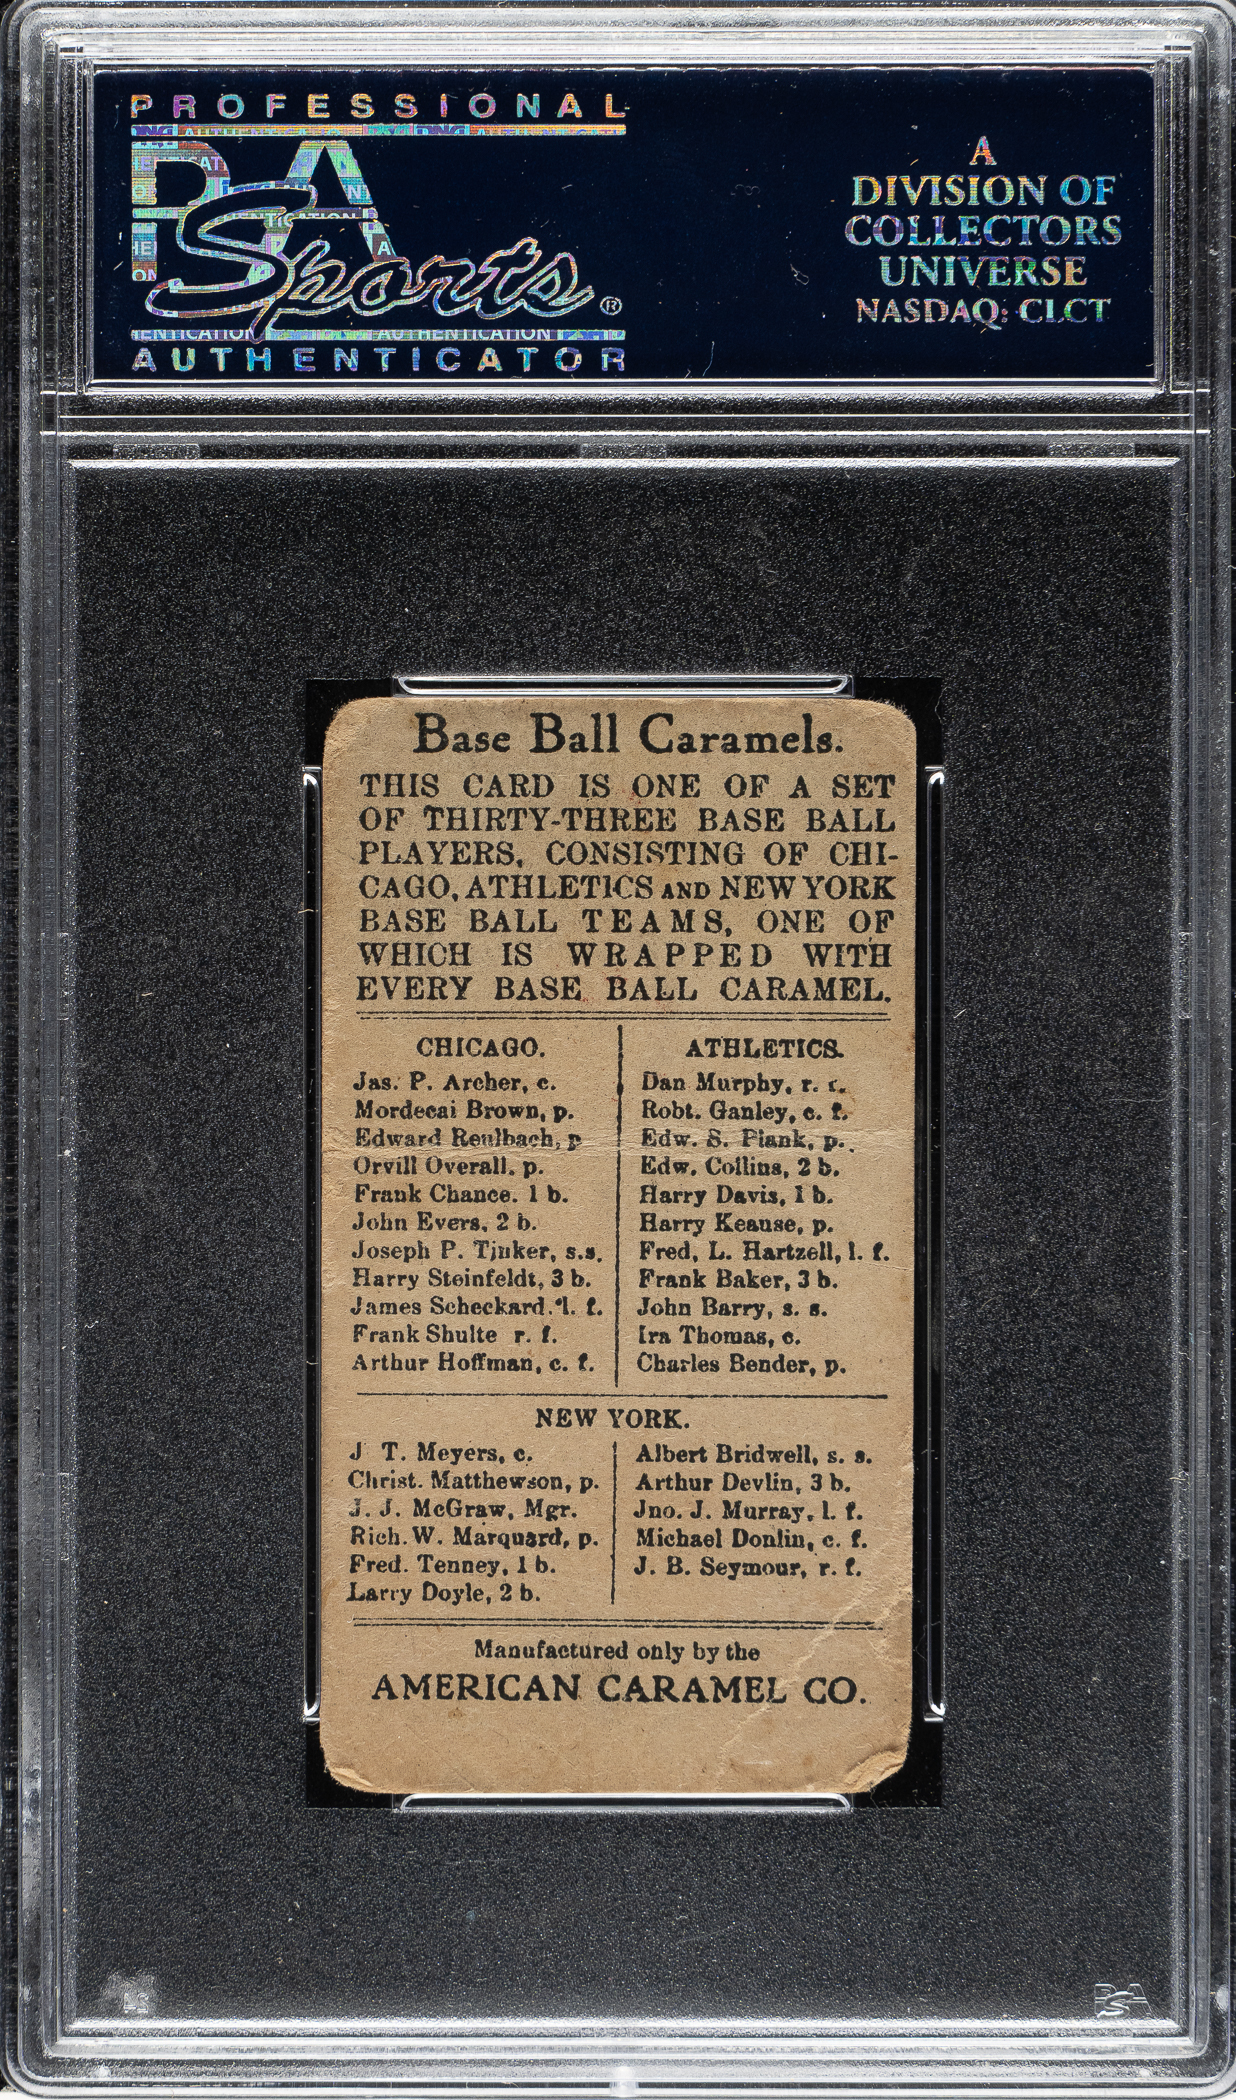 PROFESSIONAL
PSA
Sports®
AUTHENTICATOR
A
DIVISION OF
COLLECTORS
UNIVERSE
NASDAQ: CLCT
Base Ball Caramels.
THIS CARD IS ONE OF A SET
OF THIRTY-THREE BASE BALL
PLAYERS, CONSISTING OF CHI-
CAGO, ATHLETICS AND NEW YORK
BASE BALL TEAMS, ONE OF
WHICH IS WRAPPED WITH
EVERY BASE BALL CARAMEL.
CHICAGO.
Jas. P. Archer, c.
Mordecai Brown, p.
Edward Reulbach, p
Orvill Overall, p.
Frank Chance. 1 b.
John Evers, 2 b.
Joseph P. Tinker, s.s.
Harry Steinfeldt, 3 b.
James Scheckard. l. f.
Frank Shulte r. f.
Arthur Hoffman, c. f.
ATHLETICS.
Dan Murphy, r. f.
Robt. Ganley, c. f.
Edw. S. Plank, p.
Edw. Collins, 2 b.
Harry Davis, 1 b.
Harry Keause, p.
Fred, L. Hartzell, l. f.
Frank Baker, 3 b.
John Barry, s. s.
Ira Thomas, c.
Charles Bender, p.
NEW YORK.
J T. Meyers, c.
Christ. Matthewson, p.
J. J. McGraw, Mgr.
Rich. W. Marquard, p.
Fred. Tenney, 1 b.
Larry Doyle, 2 b.
Albert Bridwell, s. s.
Arthur Devlin, 3 b.
Jno. J. Murray, l. f.
Michael Donlin, c. f.
J. B. Seymour, r. f.
Manufactured only by the
AMERICAN CARAMEL CO.
PSA